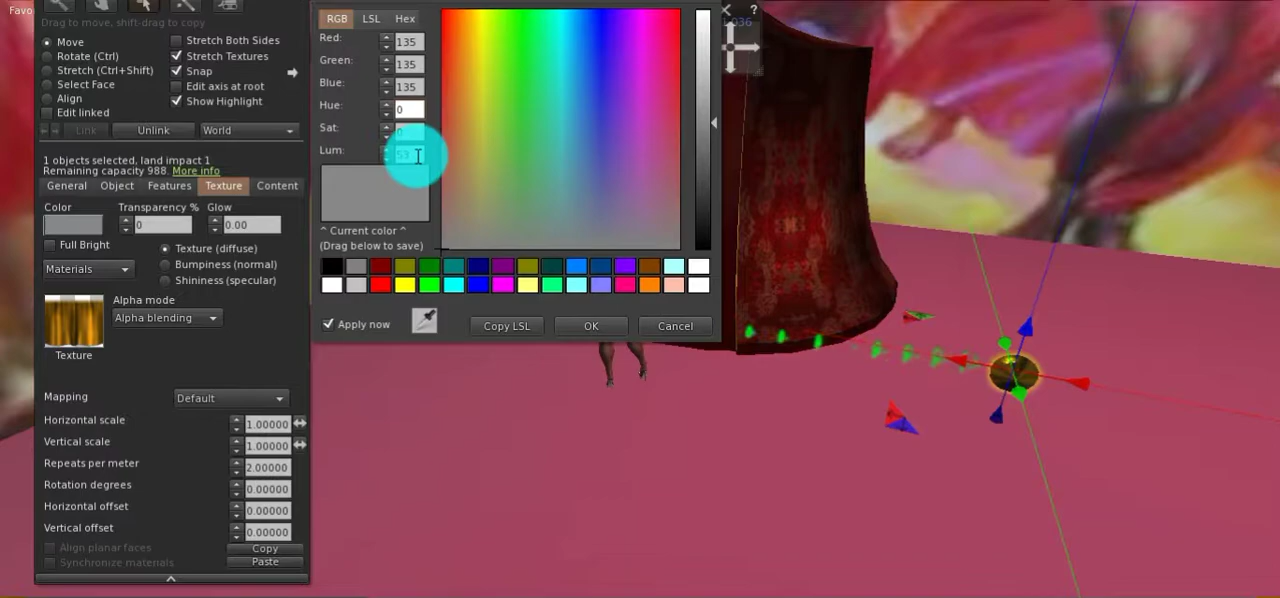 Favo
Drag to move, shift-drag to copy
Move
Rotate (Ctrl)
Stretch (Ctrl+Shift)
Select Face
Align
Edit linked
Stretch Both Sides
Stretch Textures
Snap
Edit axis at root
Show Highlight
Link
Unlink
World
1 objects selected, land impact 1
Remaining capacity 988. More info
General
Object
Features
Texture
Content
Color
Transparency %
Glow
0
0.00
Full Bright
Texture (diffuse)
Materials
Bumpiness (normal)
Shininess (specular)
Alpha mode
Alpha blending
Texture
Mapping
Default
Horizontal scale
1.00000
Vertical scale
1.00000
Repeats per meter
2.00000
Rotation degrees
0.00000
Horizontal offset
0.00000
Vertical offset
0.00000
Align planar faces
Copy
Synchronize materials
Paste
RGB
LSL
Hex
Red:
135
Green:
135
Blue:
135
Hue:
0
Sat:
0
Lum:
53
^ Current color ^
(Drag below to save)
Apply now
Copy LSL
OK
Cancel
?